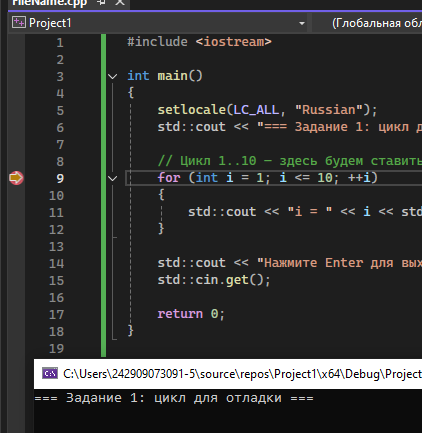 FileName.cpp
Project1
(Глобальная обл
1 #include <iostream>
2
3 int main()
4 {
5 setlocale(LC_ALL, "Russian");
6 std::cout << "=== Задание 1: цикл д
7
8 // Цикл 1..10 — здесь будем ставить
9 for (int i = 1; i <= 10; ++i)
10 {
11 std::cout << "i = " << i << std
12 }
13
14 std::cout << "Нажмите Enter для вых
15 std::cin.get();
16
17 return 0;
18 }
19
C:\Users\242909073091-5\source\repos\Project1\x64\Debug\Project
=== Задание 1: цикл для отладки ===